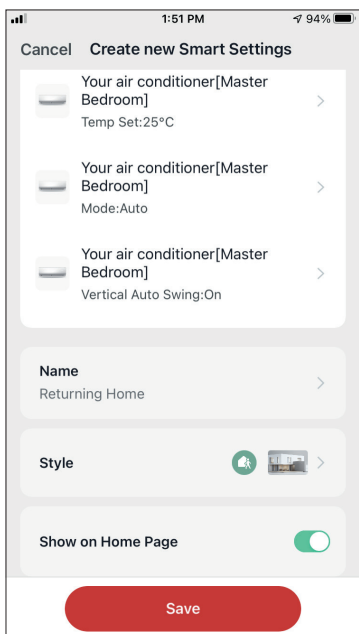 1:51 PM
94%
Cancel Create new Smart Settings
Your air conditioner[Master
Bedroom]
Temp Set:25°C
Your air conditioner[Master
Bedroom]
Mode:Auto
Your air conditioner[Master
Bedroom]
Vertical Auto Swing:On
Name
Returning Home
Style
Show on Home Page
Save